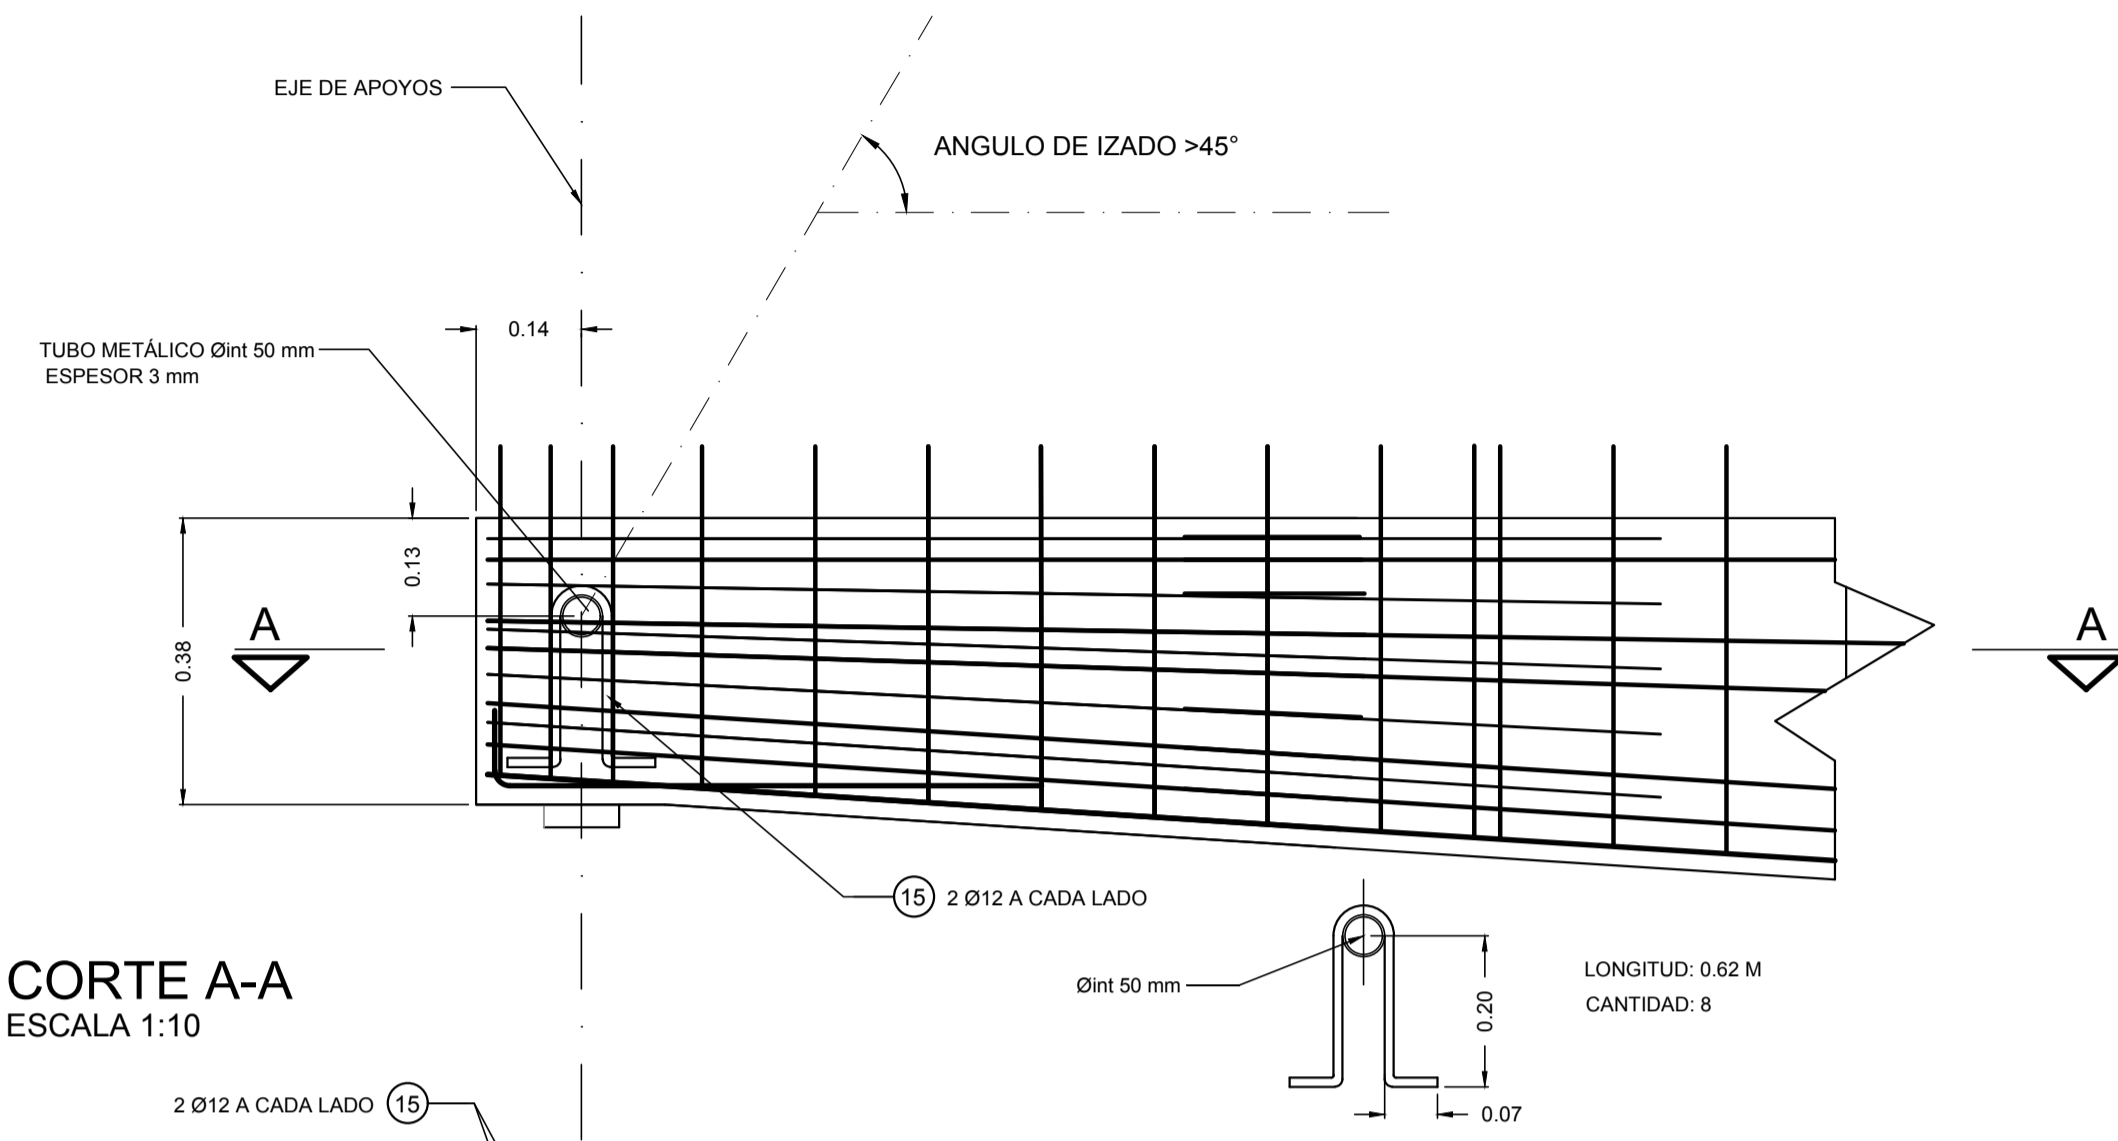 EJE DE APOYOS
ANGULO DE IZADO >45°
0.14
TUBO METÁLICO Øint 50 mm
ESPESOR 3 mm
0.13
0.38
A
A
15 2 Ø12 A CADA LADO
CORTE A-A
ESCALA 1:10
Øint 50 mm
0.20
LONGITUD: 0.62 M
CANTIDAD: 8
2 Ø12 A CADA LADO 15
0.07